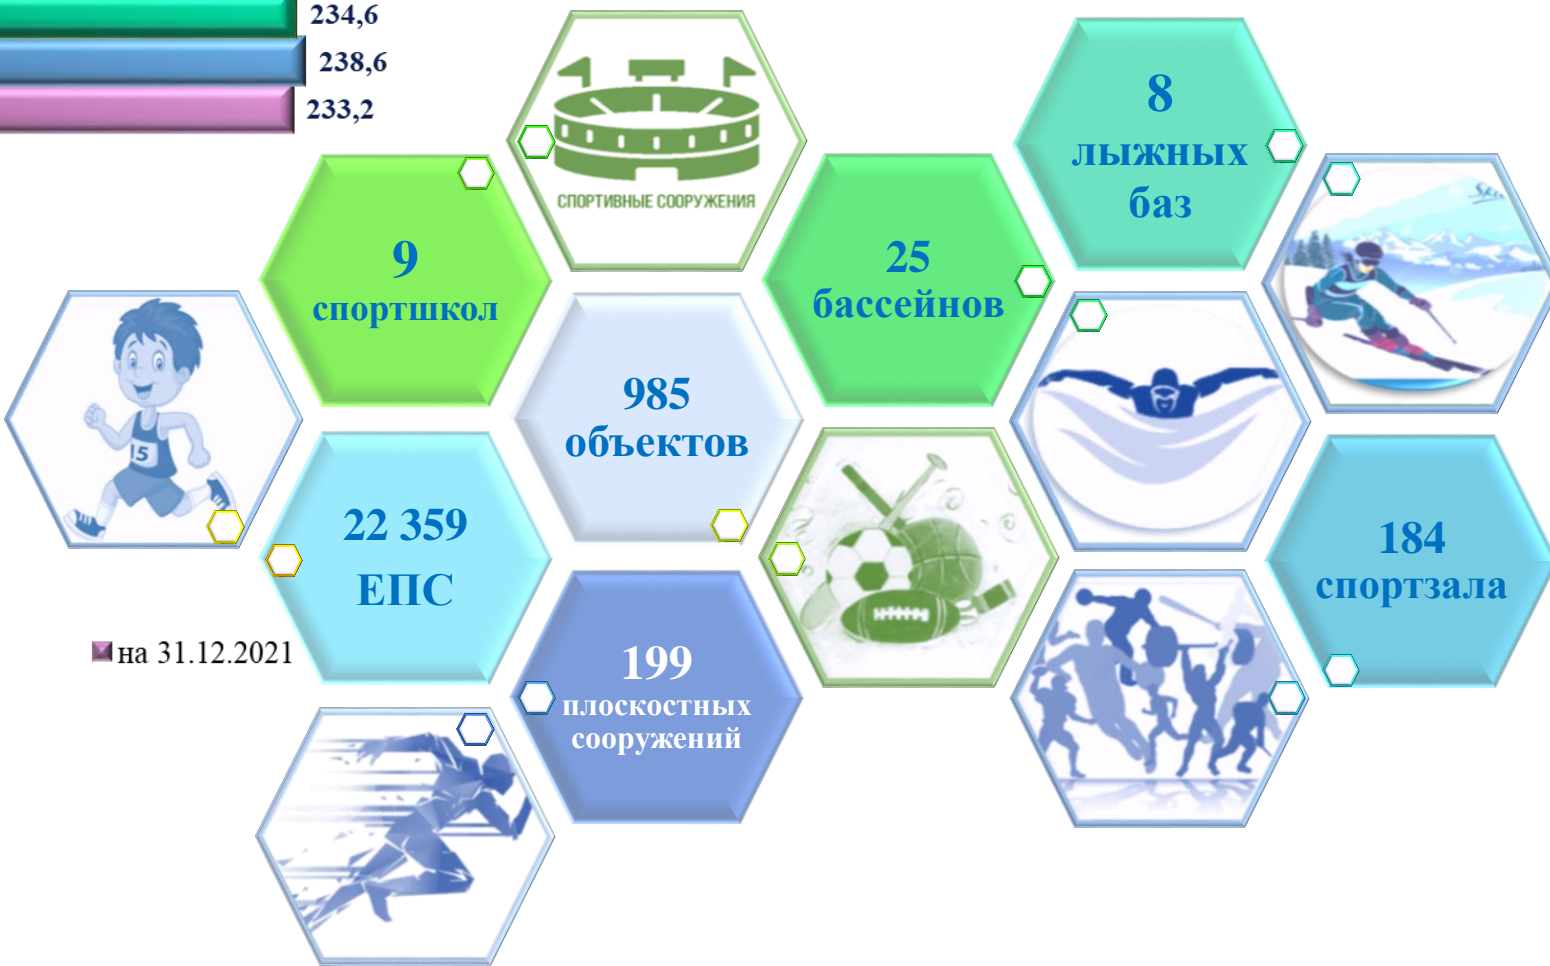 234,6
238,6
233,2
СПОРТИВНЫЕ СООРУЖЕНИЯ
8
лыжных
баз
9
спортшкол
25
бассейнов
985
объектов
15
22 359
ЕПС
184
спортзала
на 31.12.2021
199
плоскостных
сооружений